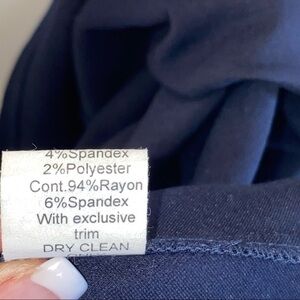 4%Spandex
2%Polyester
Cont.94%Rayon
6%Spandex
With exclusive
trim
DRY CLEAN